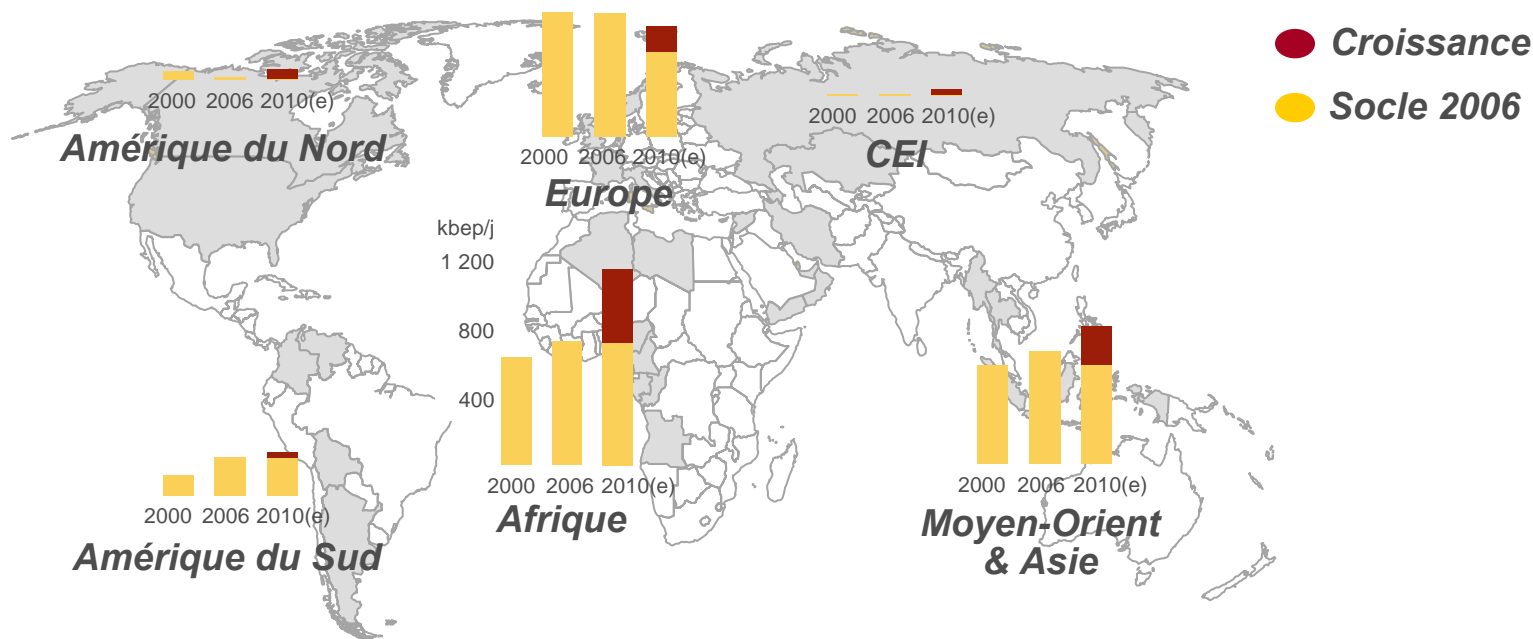 Croissance
Socle 2006
2000 2006 2010(e)
Amérique du Nord
2000 2006 2010(e)
Europe
2000 2006 2010(e)
CEI
kbep/j
1 200
800
400
2000 2006 2010(e)
Afrique
2000 2006 2010(e)
Moyen-Orient
& Asie
2000 2006 2010(e)
Amérique du Sud